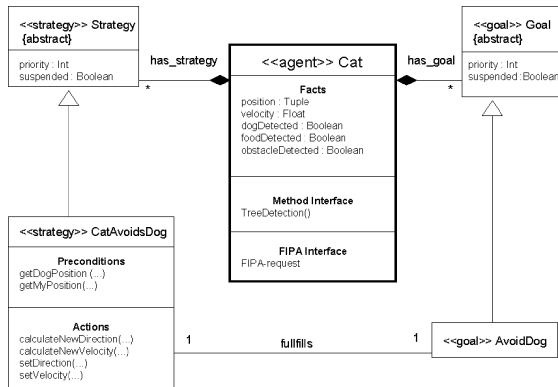 <<strategy>> Strategy
{abstract}
priority : Int
suspended : Boolean
has_strategy
*
<<agent>> Cat
Facts
position : Tuple
velocity : Float
dogDetected : Boolean
foodDetected : Boolean
obstacleDetected : Boolean
Method Interface
TreeDetection()
FIPA Interface
FIPA-request
has_goal
*
<<goal>> Goal
{abstract}
priority : Int
suspended :Boolean
<<strategy>> CatAvoidsDog
Preconditions
getDogPosition (...)
getMyPosition(...)
Actions
calculateNewDirection(...)
calculateNewVelocity(...)
setDirection(...)
setVelocity(...)
1
fullfills
1
<<goal>> AvoidDog